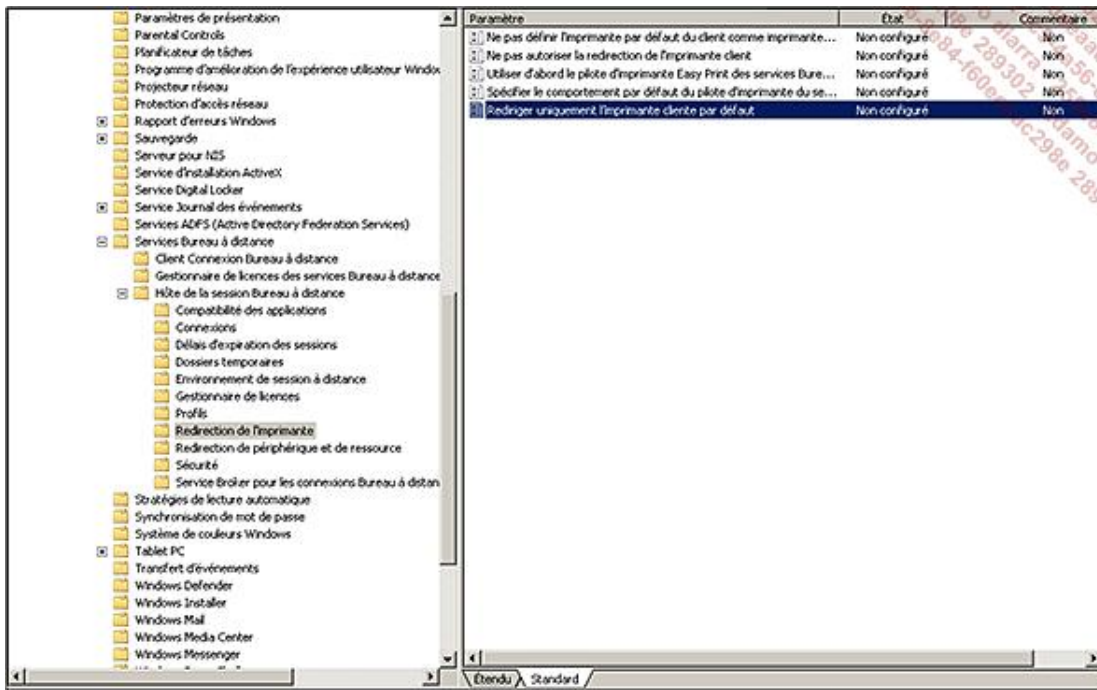 Paramètres de présentation
Parental Controls
Planificateur de tâches
Programme d'amélioration de l'expérience utilisateur Window
Projecteur réseau
Protection d'accès réseau
Rapport d'erreurs Windows
Sauvegarde
Serveur pour NIS
Service d'installation ActiveX
Service Digital Locker
Service Journal des événements
Services ADFS (Active Directory Federation Services)
Services Bureau à distance
Client Connexion Bureau à distance
Gestionnaire de licences des services Bureau à distance
Hôte de la session Bureau à distance
Compatibilité des applications
Connexions
Délais d'expiration des sessions
Dossiers temporaires
Environnement de session à distance
Gestionnaire de licences
Profils
Redirection de l'imprimante
Redirection de périphérique et de ressource
Sécurité
Service Broker pour les connexions Bureau à distan
Stratégies de lecture automatique
Synchronisation de mot de passe
Système de couleurs Windows
Tablet PC
Transfert d'événements
Windows Defender
Windows Installer
Windows Mail
Windows Media Center
Windows Messenger
Paramètre État Commentaire
Ne pas définir l'imprimante par défaut du client comme imprimante... Non configuré Non
Ne pas autoriser la redirection de l'imprimante client Non configuré Non
Utiliser d'abord le pilote d'imprimante Easy Print des services Bure... Non configuré Non
Spécifier le comportement par défaut du pilote d'imprimante du se... Non configuré Non
Rediriger uniquement l'imprimante cliente par défaut Non configuré Non
Étendu Standard